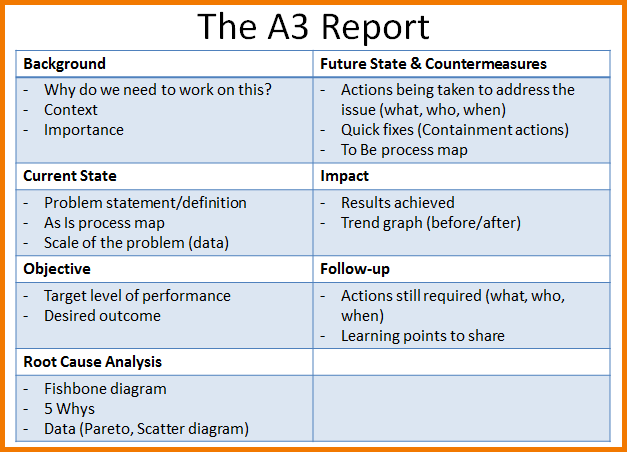 The A3 Report
Background
- Why do we need to work on this?
- Context
- Importance
Current State
- Problem statement/definition
- As Is process map
- Scale of the problem (data)
Objective
- Target level of performance
- Desired outcome
Root Cause Analysis
- Fishbone diagram
- 5 Whys
- Data (Pareto, Scatter diagram)
Future State & Countermeasures
- Actions being taken to address the
issue (what, who, when)
- Quick fixes (Containment actions)
- To Be process map
Impact
- Results achieved
- Trend graph (before/after)
Follow-up
- Actions still required (what, who,
when)
- Learning points to share